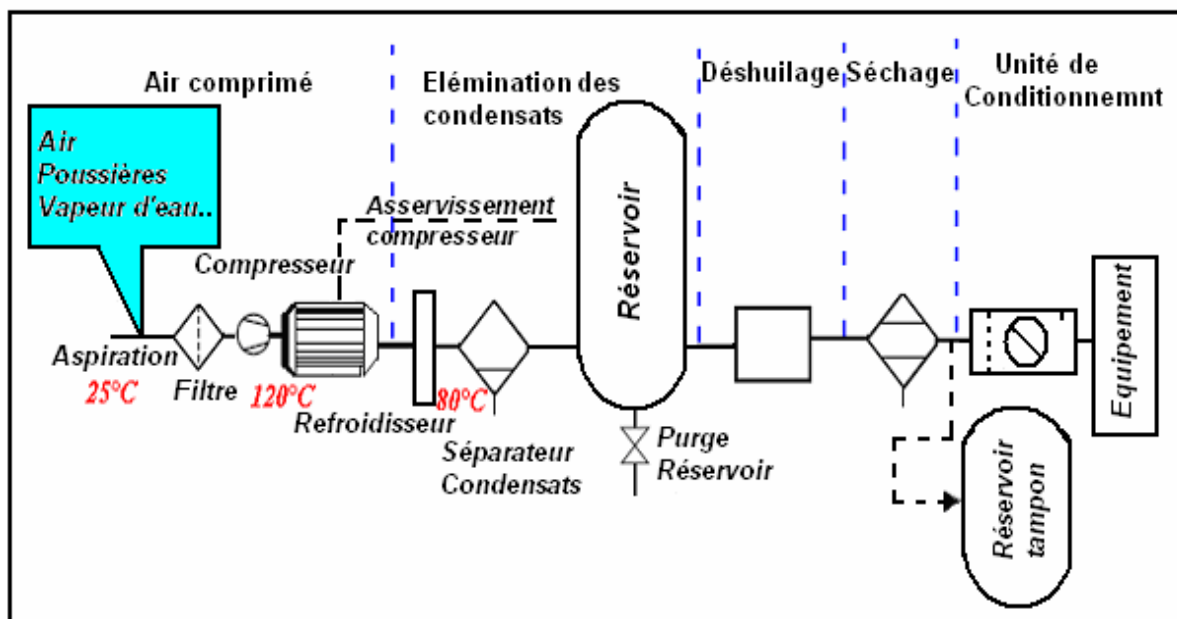 Air comprimé
Elémination des
condensats
Déshuilage
Séchage
Unité de
Conditionnemnt
Air
Poussières
Vapeur d'eau..
Asservissement
compresseur
Compresseur
Réservoir
Aspiration
25°C
Filtre
120°C
Refroidisseur
80°C
Séparateur
Condensats
Purge
Réservoir
Equipement
Réservoir
tampon